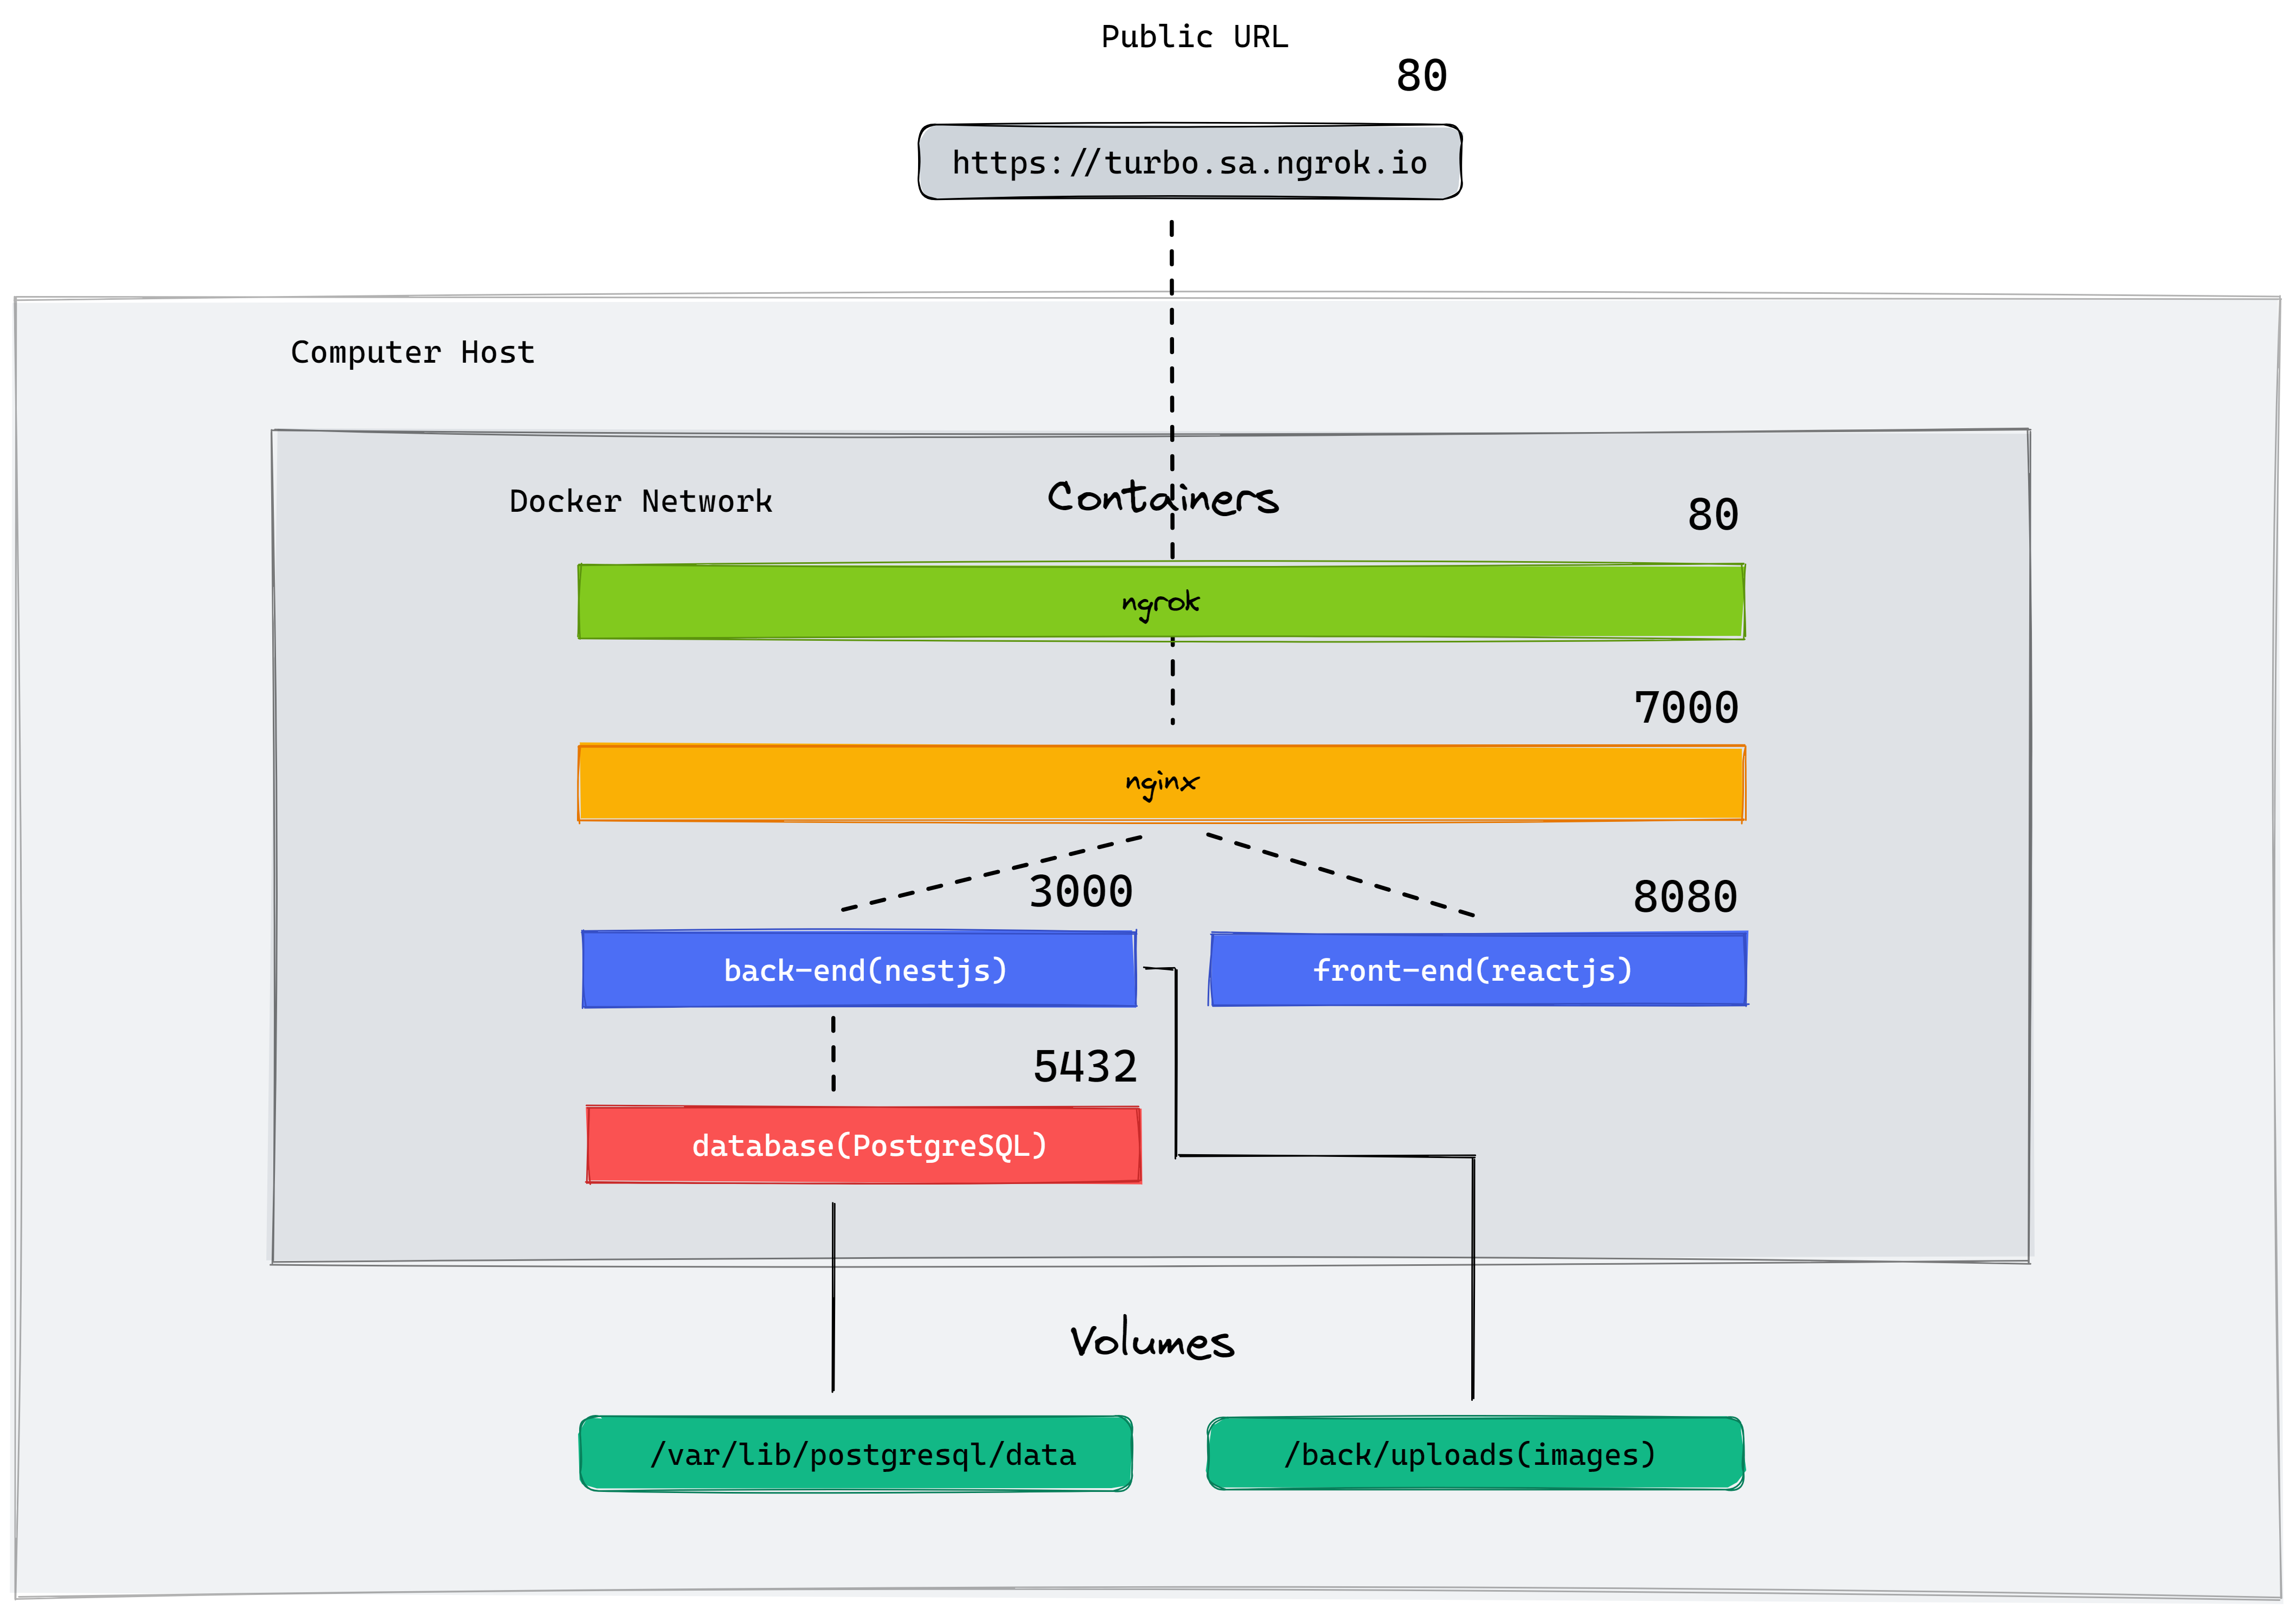 Public URL
80
https://turbo.sa.ngrok.io
Computer Host
Docker Network
Containers
80
ngrok
7000
nginx
3000
8080
back-end(nestjs)
front-end(reactjs)
5432
database(PostgreSQL)
Volumes
/var/lib/postgresql/data
/back/uploads(images)